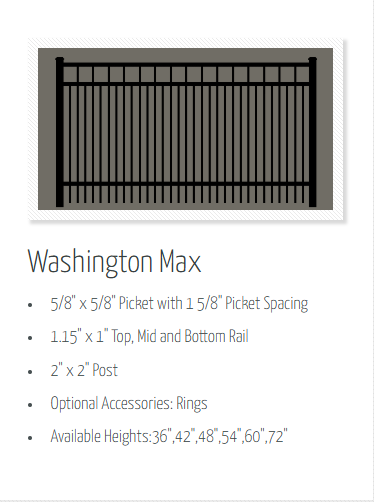 Washington Max
• 5/8" x 5/8" Picket with 1 5/8" Picket Spacing
• 1.15" x 1" Top, Mid and Bottom Rail
• 2" x 2" Post
• Optional Accessories: Rings
• Available Heights:36",42",48",54",60",72"